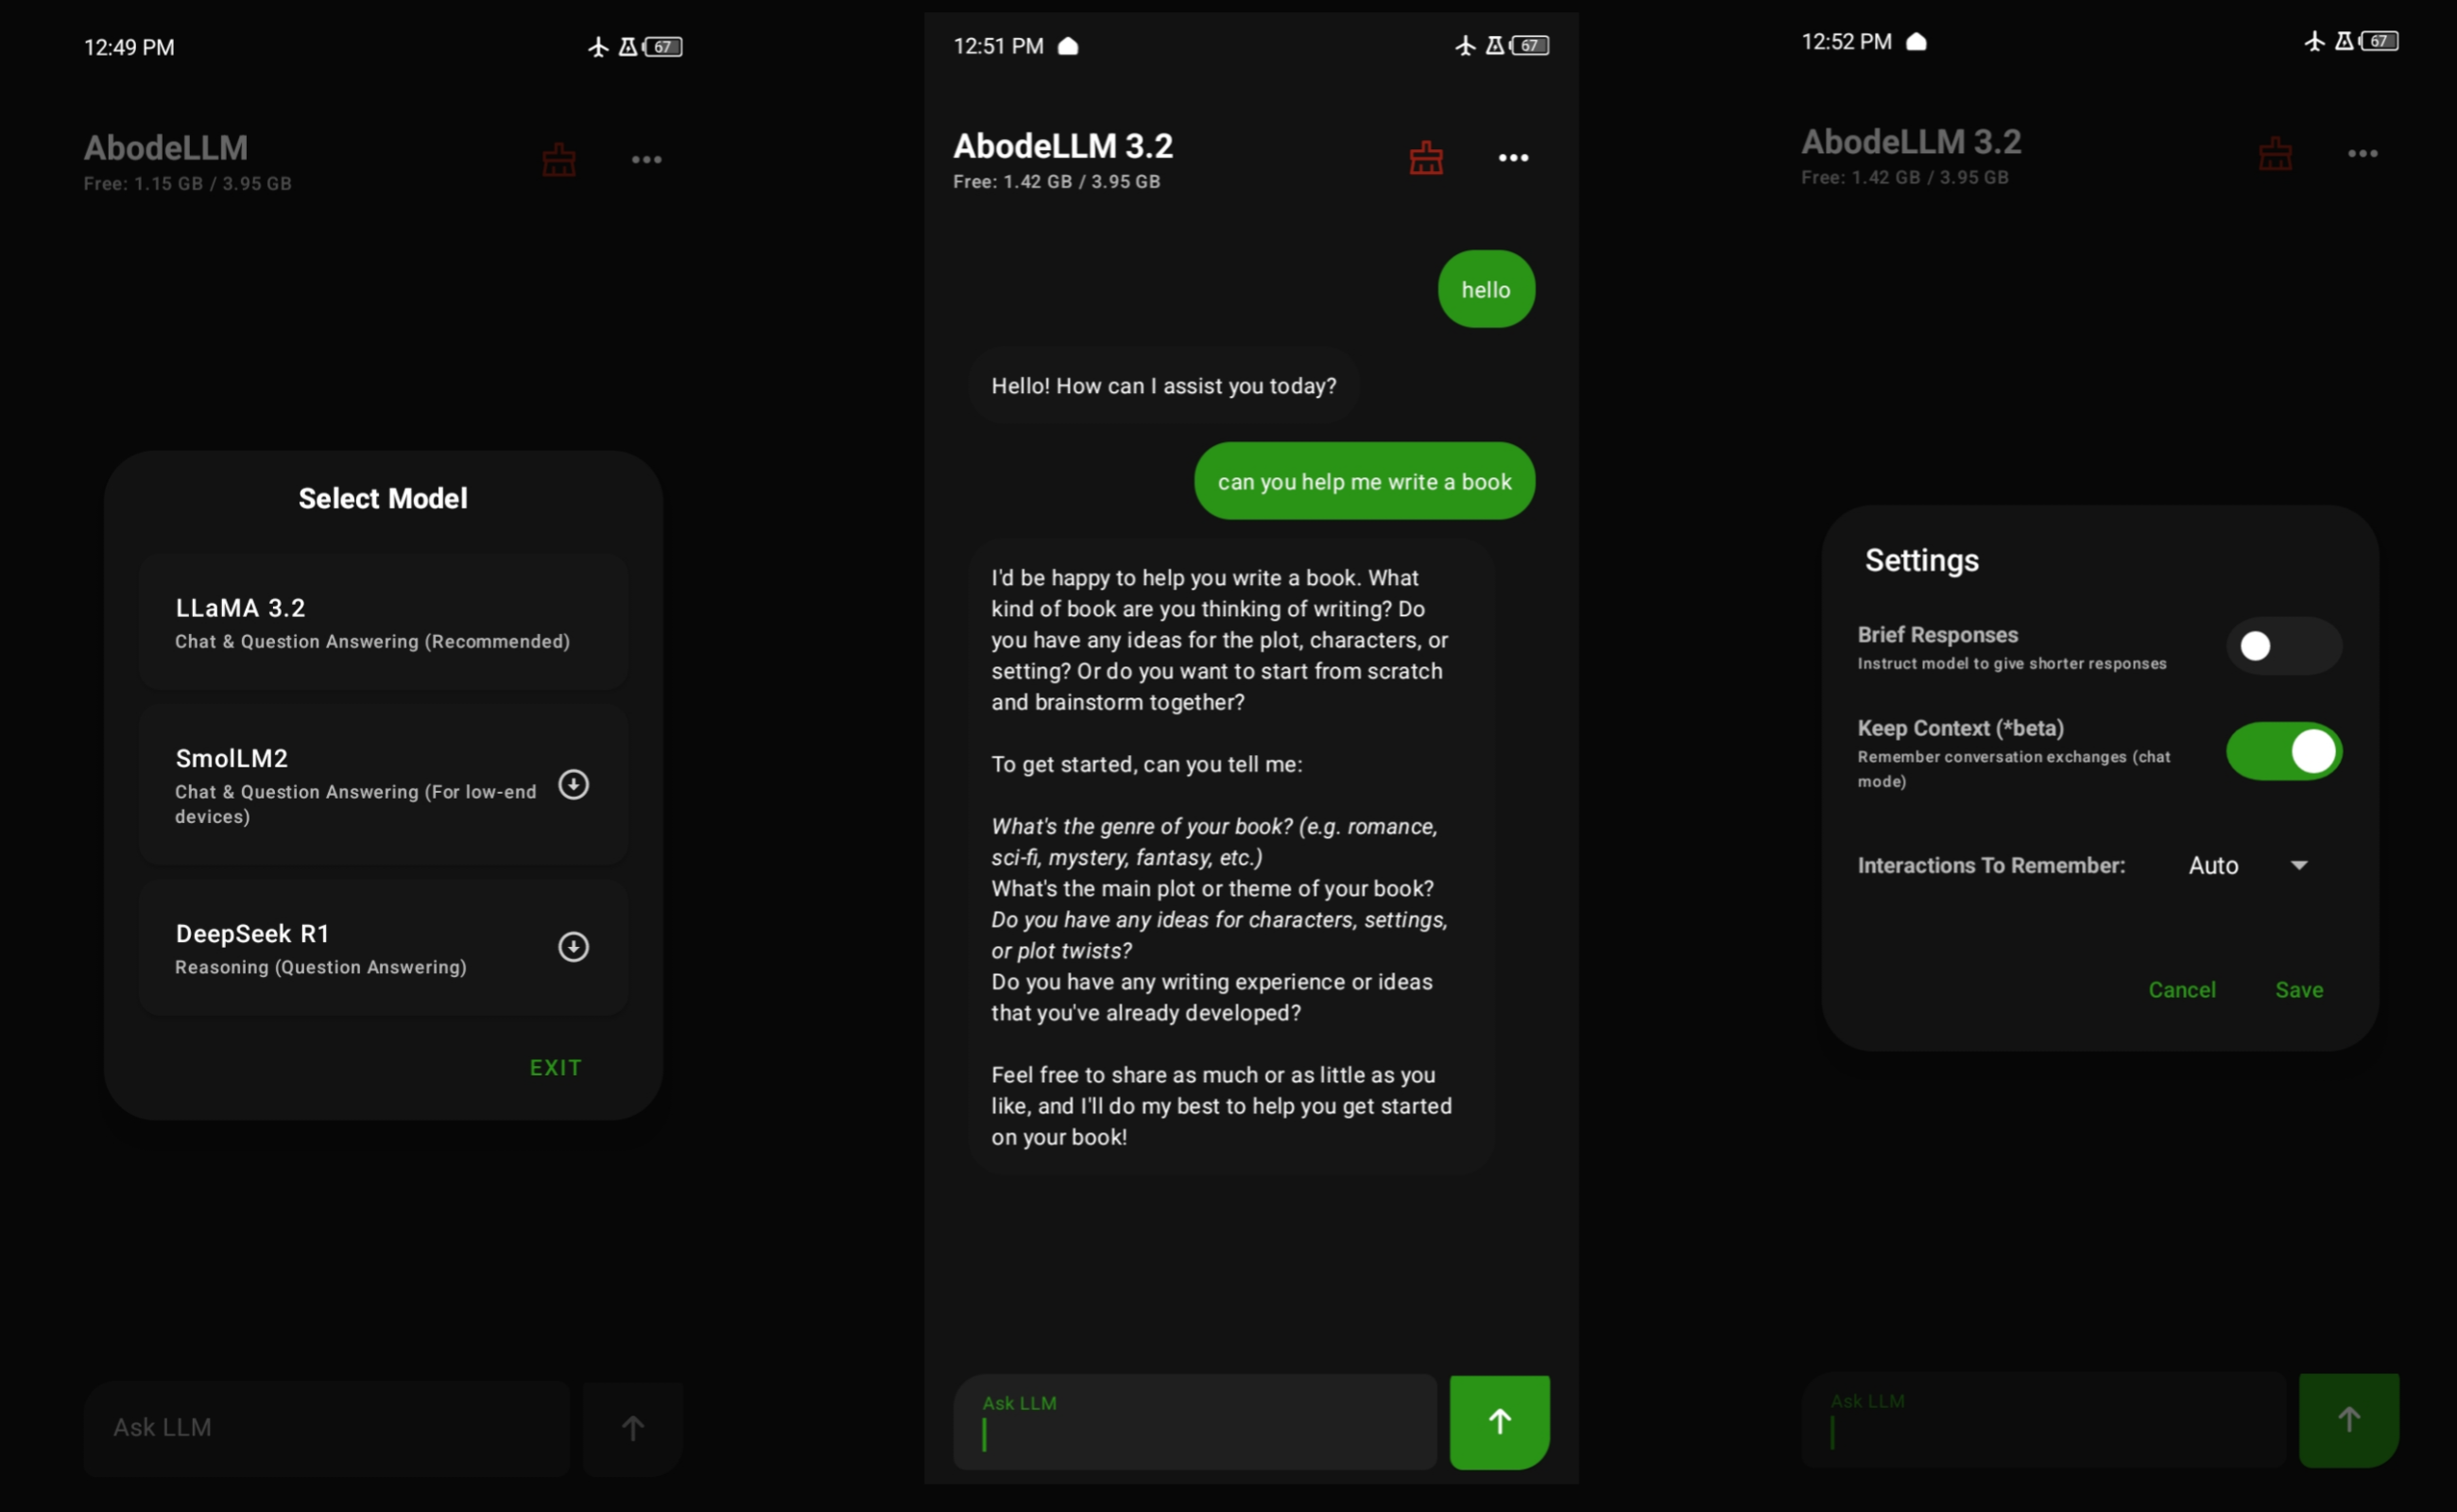 12:49 PM
67
AbodeLLM
Free: 1.15 GB / 3.95 GB
Select Model
LLaMA 3.2
Chat & Question Answering (Recommended)
SmolLM2
Chat & Question Answering (For low-end
devices)
DeepSeek R1
Reasoning (Question Answering)
EXIT
Ask LLM
12:51 PM
67
AbodeLLM 3.2
Free: 1.42 GB / 3.95 GB
hello
Hello! How can I assist you today?
can you help me write a book
I'd be happy to help you write a book. What
kind of book are you thinking of writing? Do
you have any ideas for the plot, characters, or
setting? Or do you want to start from scratch
and brainstorm together?
To get started, can you tell me:
What's the genre of your book? (e.g. romance,
sci-fi, mystery, fantasy, etc.)
What's the main plot or theme of your book?
Do you have any ideas for characters, settings,
or plot twists?
Do you have any writing experience or ideas
that you've already developed?
Feel free to share as much or as little as you
like, and I'll do my best to help you get started
on your book!
Ask LLM
12:52 PM
67
AbodeLLM 3.2
Free: 1.42 GB / 3.95 GB
Settings
Brief Responses
Instruct model to give shorter responses
Keep Context (*beta)
Remember conversation exchanges (chat
mode)
Interactions To Remember: Auto
Cancel Save
Ask LLM